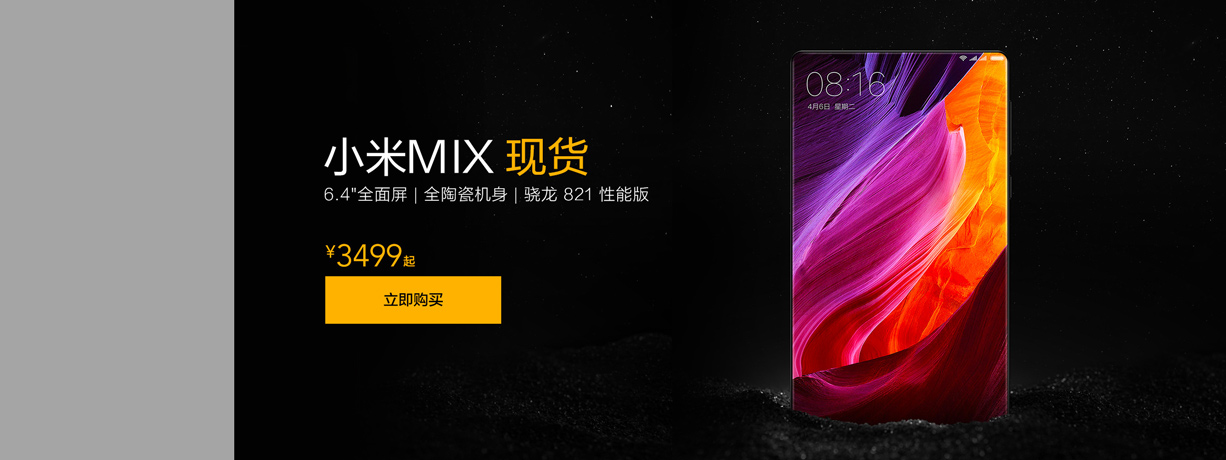 小米MIX 现货
6.4"全面屏 | 全陶瓷机身 | 骁龙 821 性能版
¥3499起
立即购买
08:16
4月6日 星期二